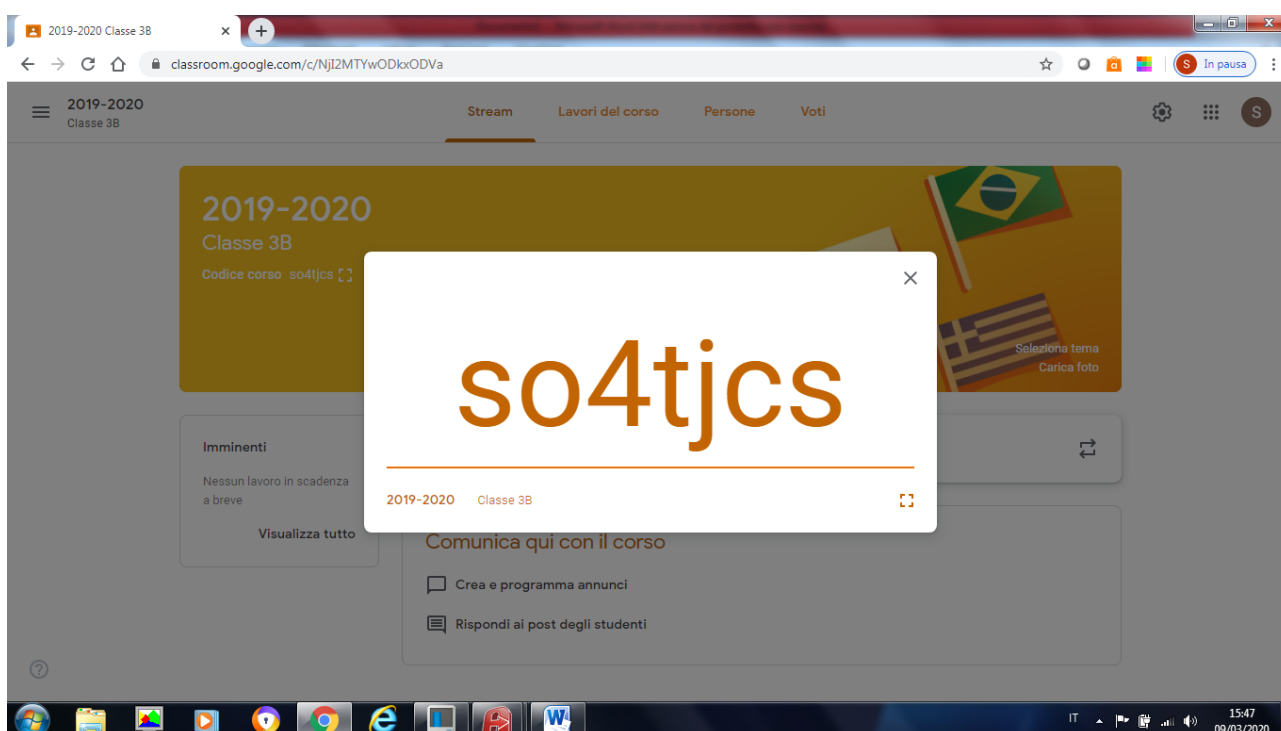 2019-2020 Classe 3B
classroom.google.com/c/NjI2MTYwODkxODVa
S In pausa
2019-2020
Classe 3B
Stream Lavori del corso Persone Voti
S
2019-2020
Classe 3B
Codice corso so4tjcs
Seleziona tema
Carica foto
so4tjcs
2019-2020 Classe 3B
Imminenti
Nessun lavoro in scadenza
a breve
Visualizza tutto
Comunica qui con il corso
Crea e programma annunci
Rispondi ai post degli studenti
IT
15:47
09/03/2020